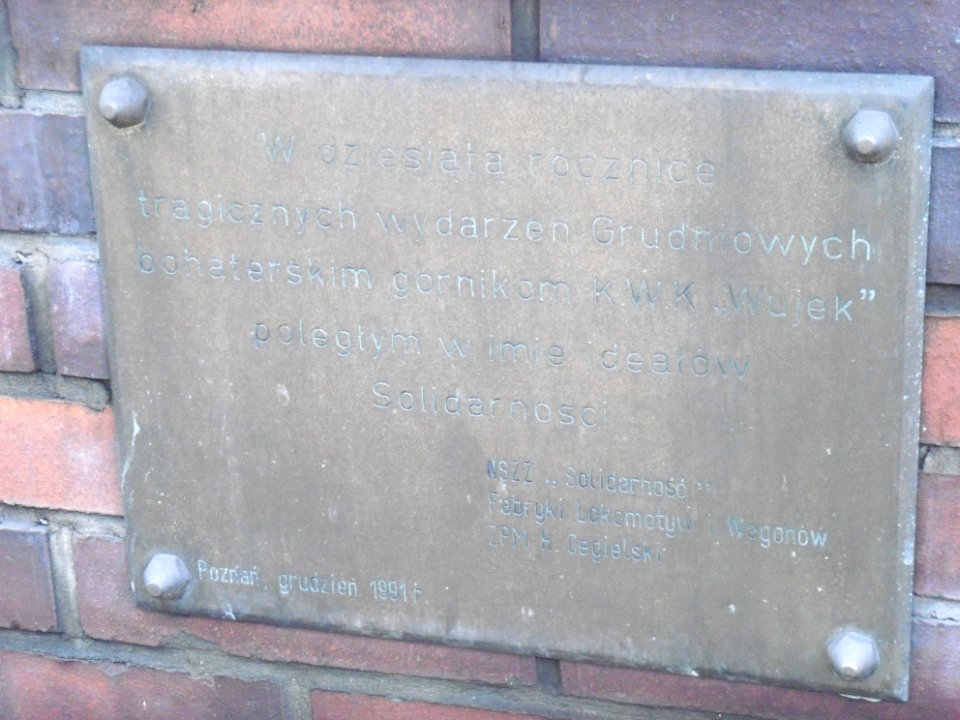 W dziesiątą rocznicę
tragicznych wydarzeń Grudniowych
bohaterskim górnikom K.W.K „Wujek”
poległym w imię ideałów
Solidarności
NSZZ „Solidarność”
Fabryki Lokomotyw i Wagonów
ZPM H. Cegielski
Poznań, grudzień 1991 r